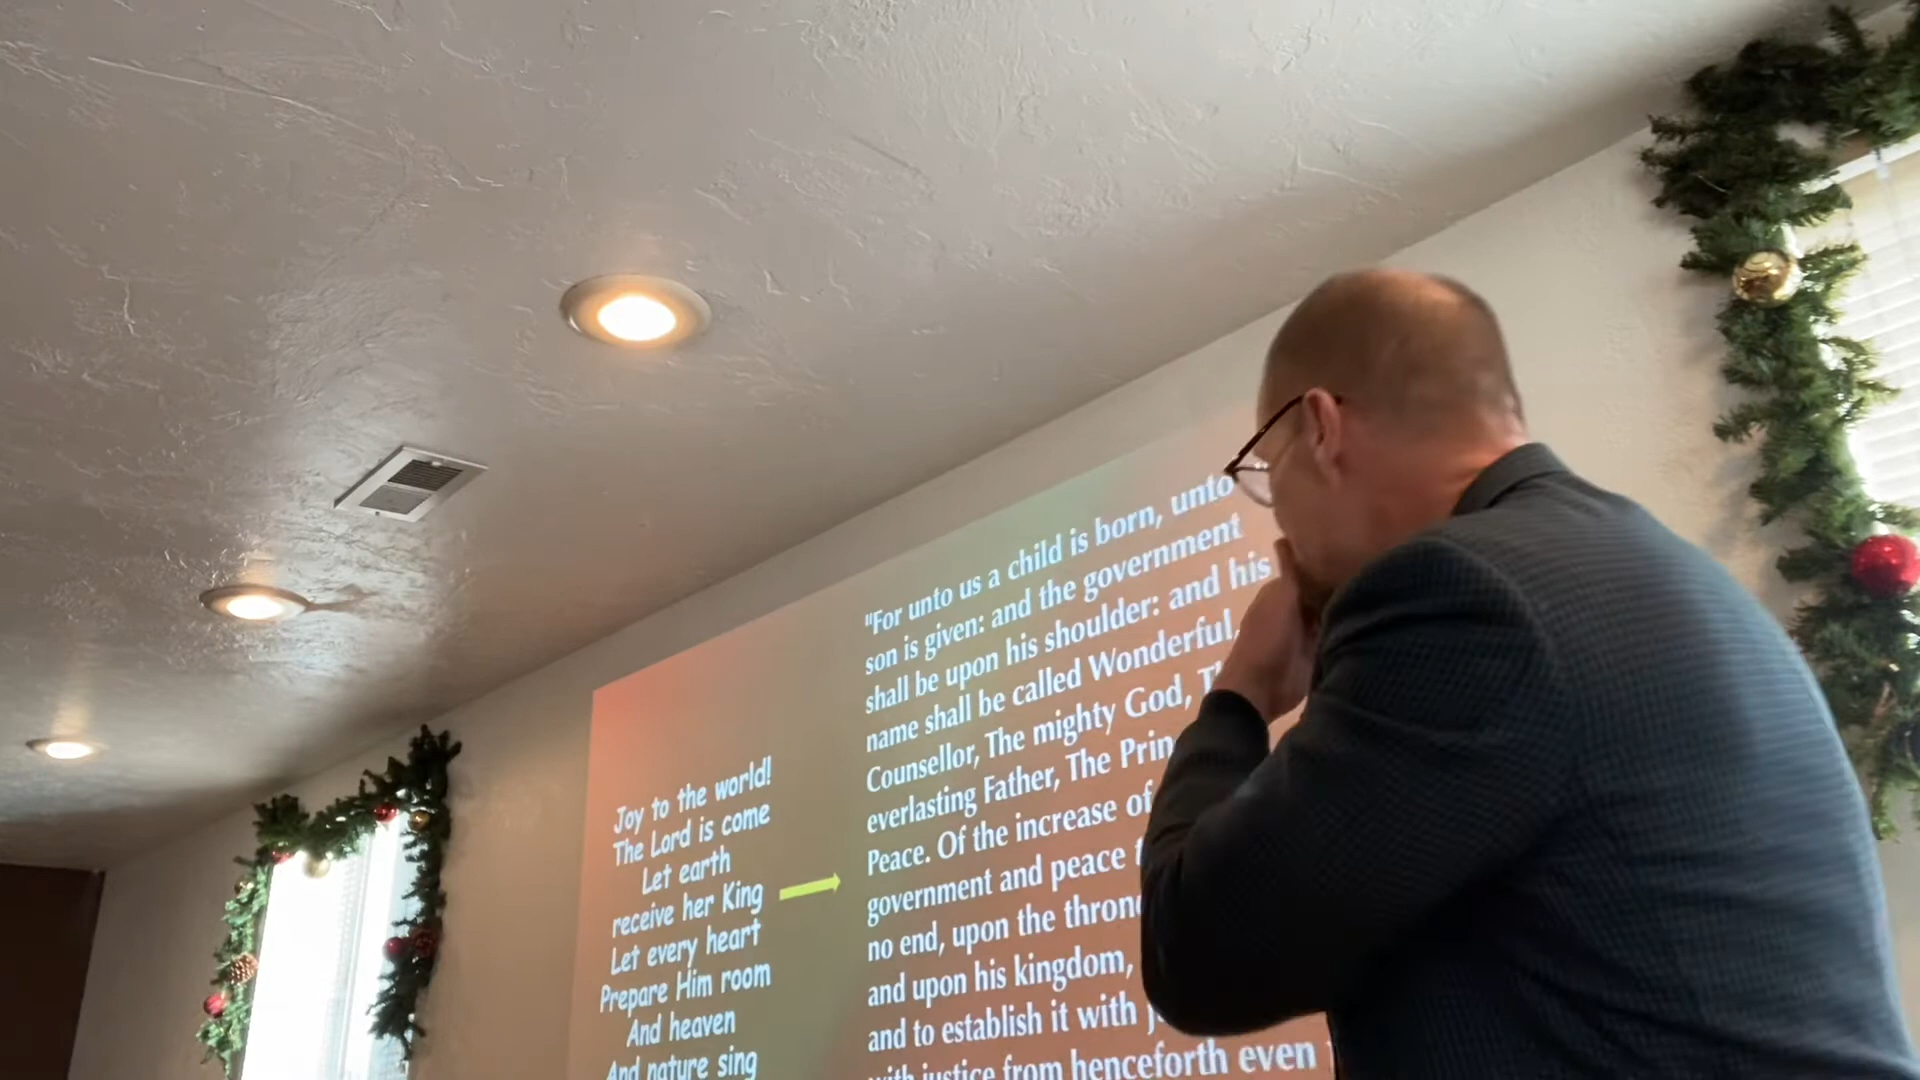 Joy to the world!
The Lord is come
Let earth
receive her King
Let every heart
Prepare Him room
And heaven
And nature sing
"For unto us a child is born, unto
son is given: and the government
shall be upon his shoulder: and his
name shall be called Wonderful,
Counsellor, The mighty God,
everlasting Father, The
Peace. Of the increase of
government and peace
no end, upon the
and upon his kingdom,
and to establish it with
with justice from henceforth even